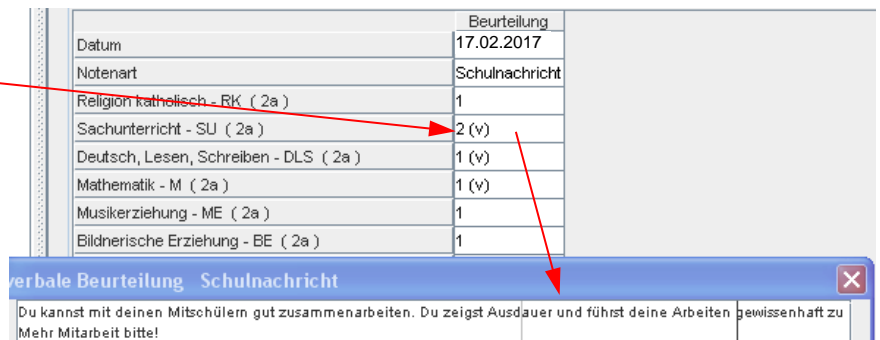 Beurteilung
Datum 17.02.2017
Notenart Schulnachricht
Religion katholisch - RK ( 2a ) 1
Sachunterricht - SU ( 2a ) 2 (v)
Deutsch, Lesen, Schreiben - DLS ( 2a ) 1 (v)
Mathematik - M ( 2a ) 1 (v)
Musikerziehung - ME ( 2a ) 1
Bildnerische Erziehung - BE ( 2a ) 1
verbale Beurteilung Schulnachricht
Du kannst mit deinen Mitschülern gut zusammenarbeiten. Du zeigst Ausdauer und führst deine Arbeiten gewissenhaft zu
Mehr Mitarbeit bitte!